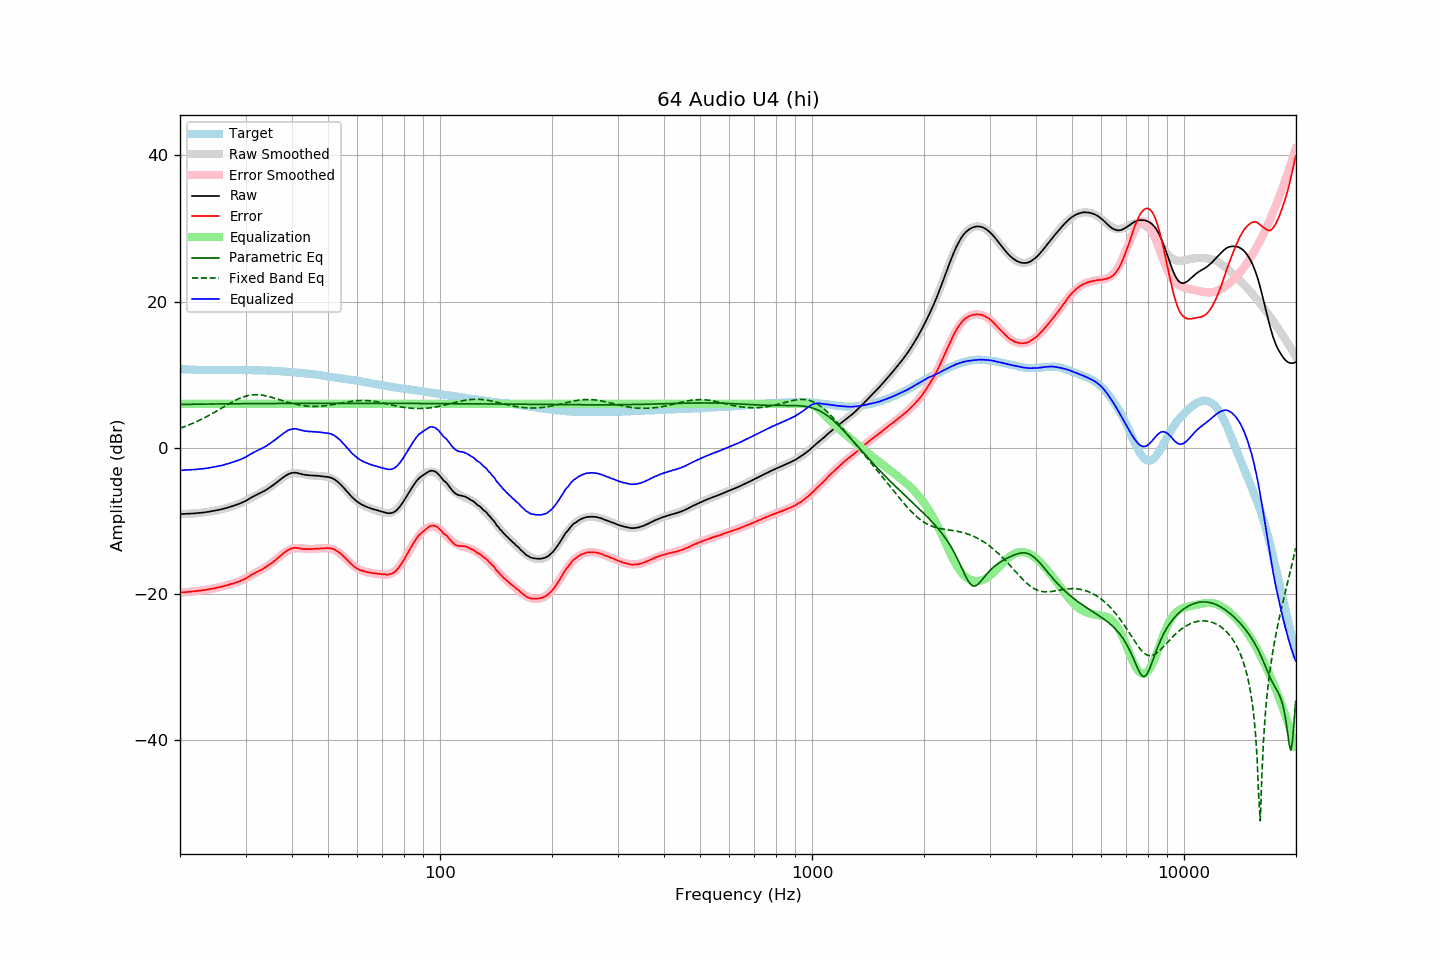 64 Audio U4 (hi)
Target
Raw Smoothed
Error Smoothed
Raw
Error
Equalization
Parametric Eq
Fixed Band Eq
Equalized
40
20
0
−20
−40
Amplitude (dBr)
100
1000
10000
Frequency (Hz)